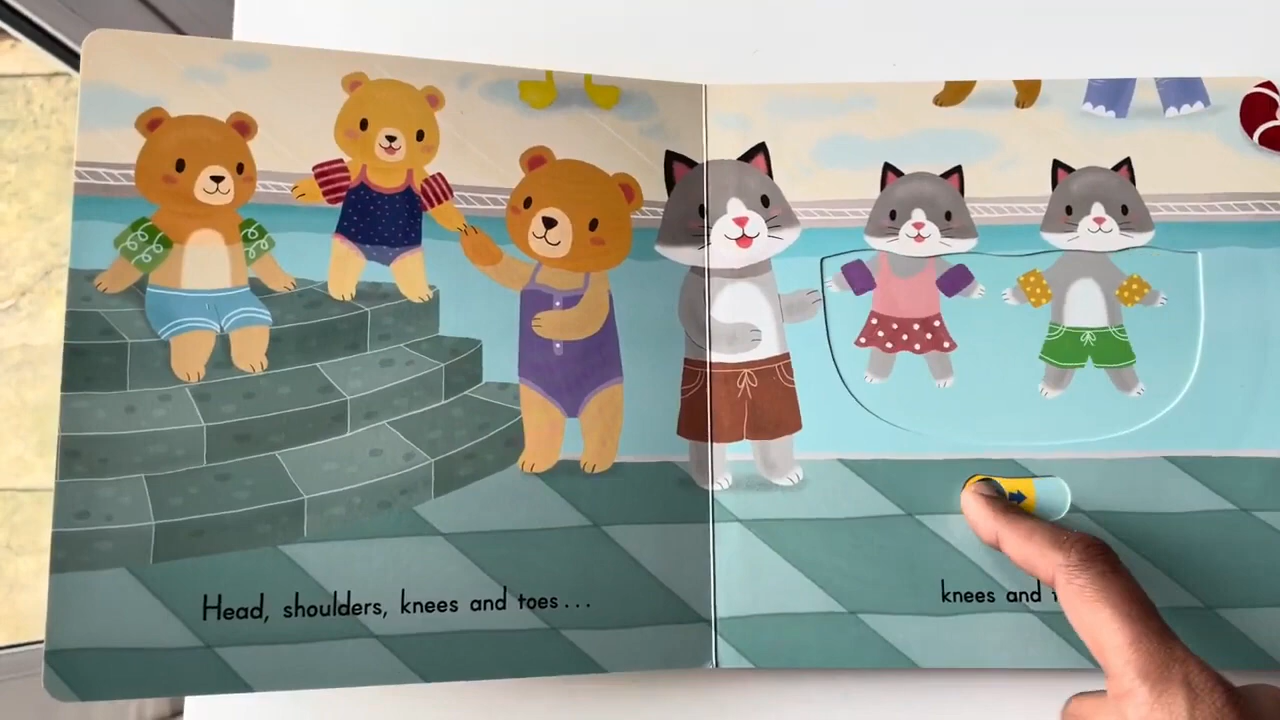 Head, shoulders, knees and toes...
knees and